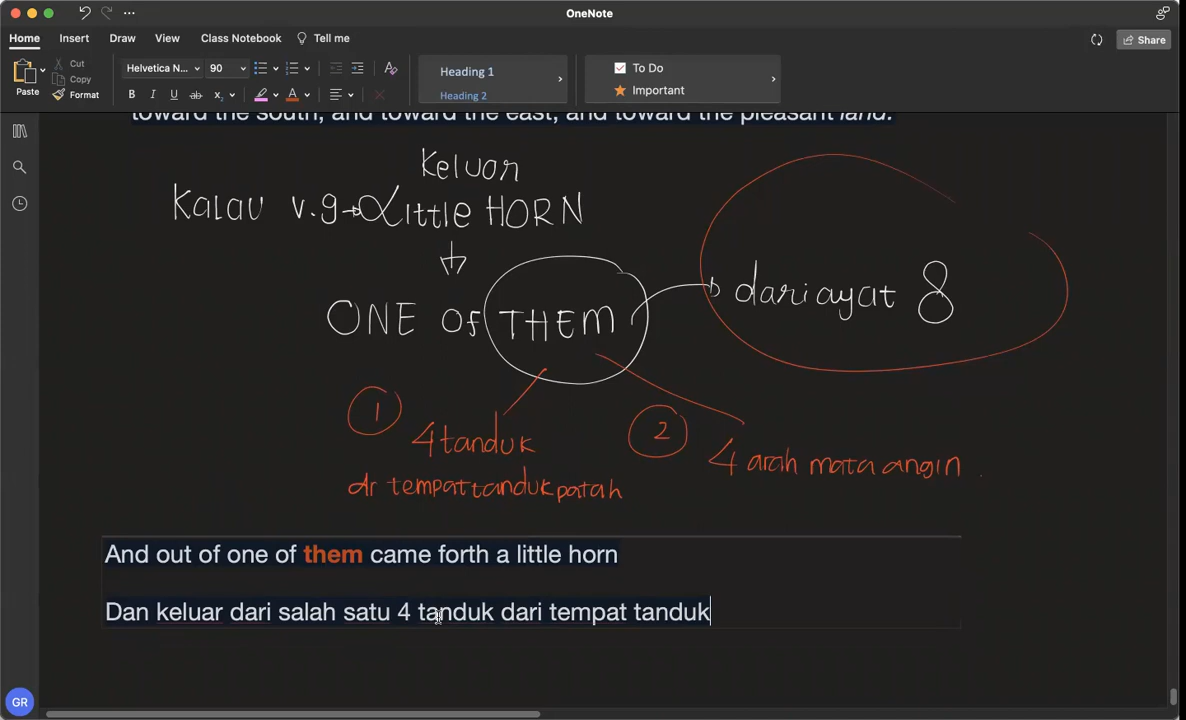 OneNote
Home Insert Draw View Class Notebook Tell me Share
Paste Cut Copy Format Helvetica N... 90 Heading 1 Heading 2 To Do Important
toward the south, and toward the east, and toward the pleasant land.
Keluar
Kalau v.9 Little HORN
ONE Of THEM dari ayat 8
1 4 tanduk 2 4 arah mata angin
dr tempat tanduk patah
And out of one of them came forth a little horn
Dan keluar dari salah satu 4 tanduk dari tempat tanduk
GR